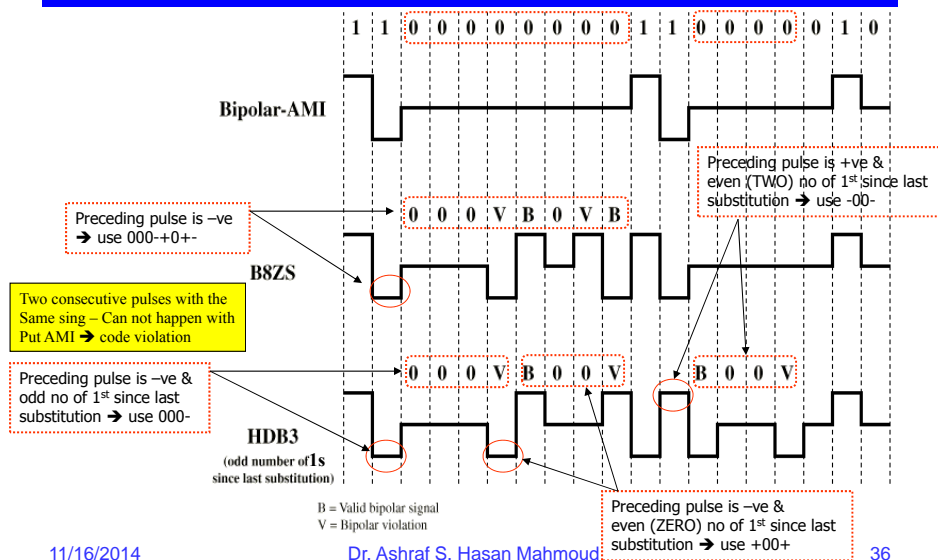 1 1 0 0 0 0 0 0 0 0 1 1 0 0 0 0 0 1 0
Bipolar-AMI
Preceding pulse is +ve &
even (TWO) no of 1st since last
substitution ➔ use -00-
Preceding pulse is –ve
➔ use 000-+0+-
0 0 0 V B 0 V B
B8ZS
Two consecutive pulses with the
Same sing – Can not happen with
Put AMI ➔ code violation
Preceding pulse is –ve &
odd no of 1st since last
substitution ➔ use 000-
0 0 0 V B 0 0 V B 0 0 V
HDB3
(odd number of 1s
since last substitution)
B = Valid bipolar signal
V = Bipolar violation
Preceding pulse is –ve &
even (ZERO) no of 1st since last
substitution ➔ use +00+
11/16/2014
Dr. Ashraf S. Hasan Mahmoud
36